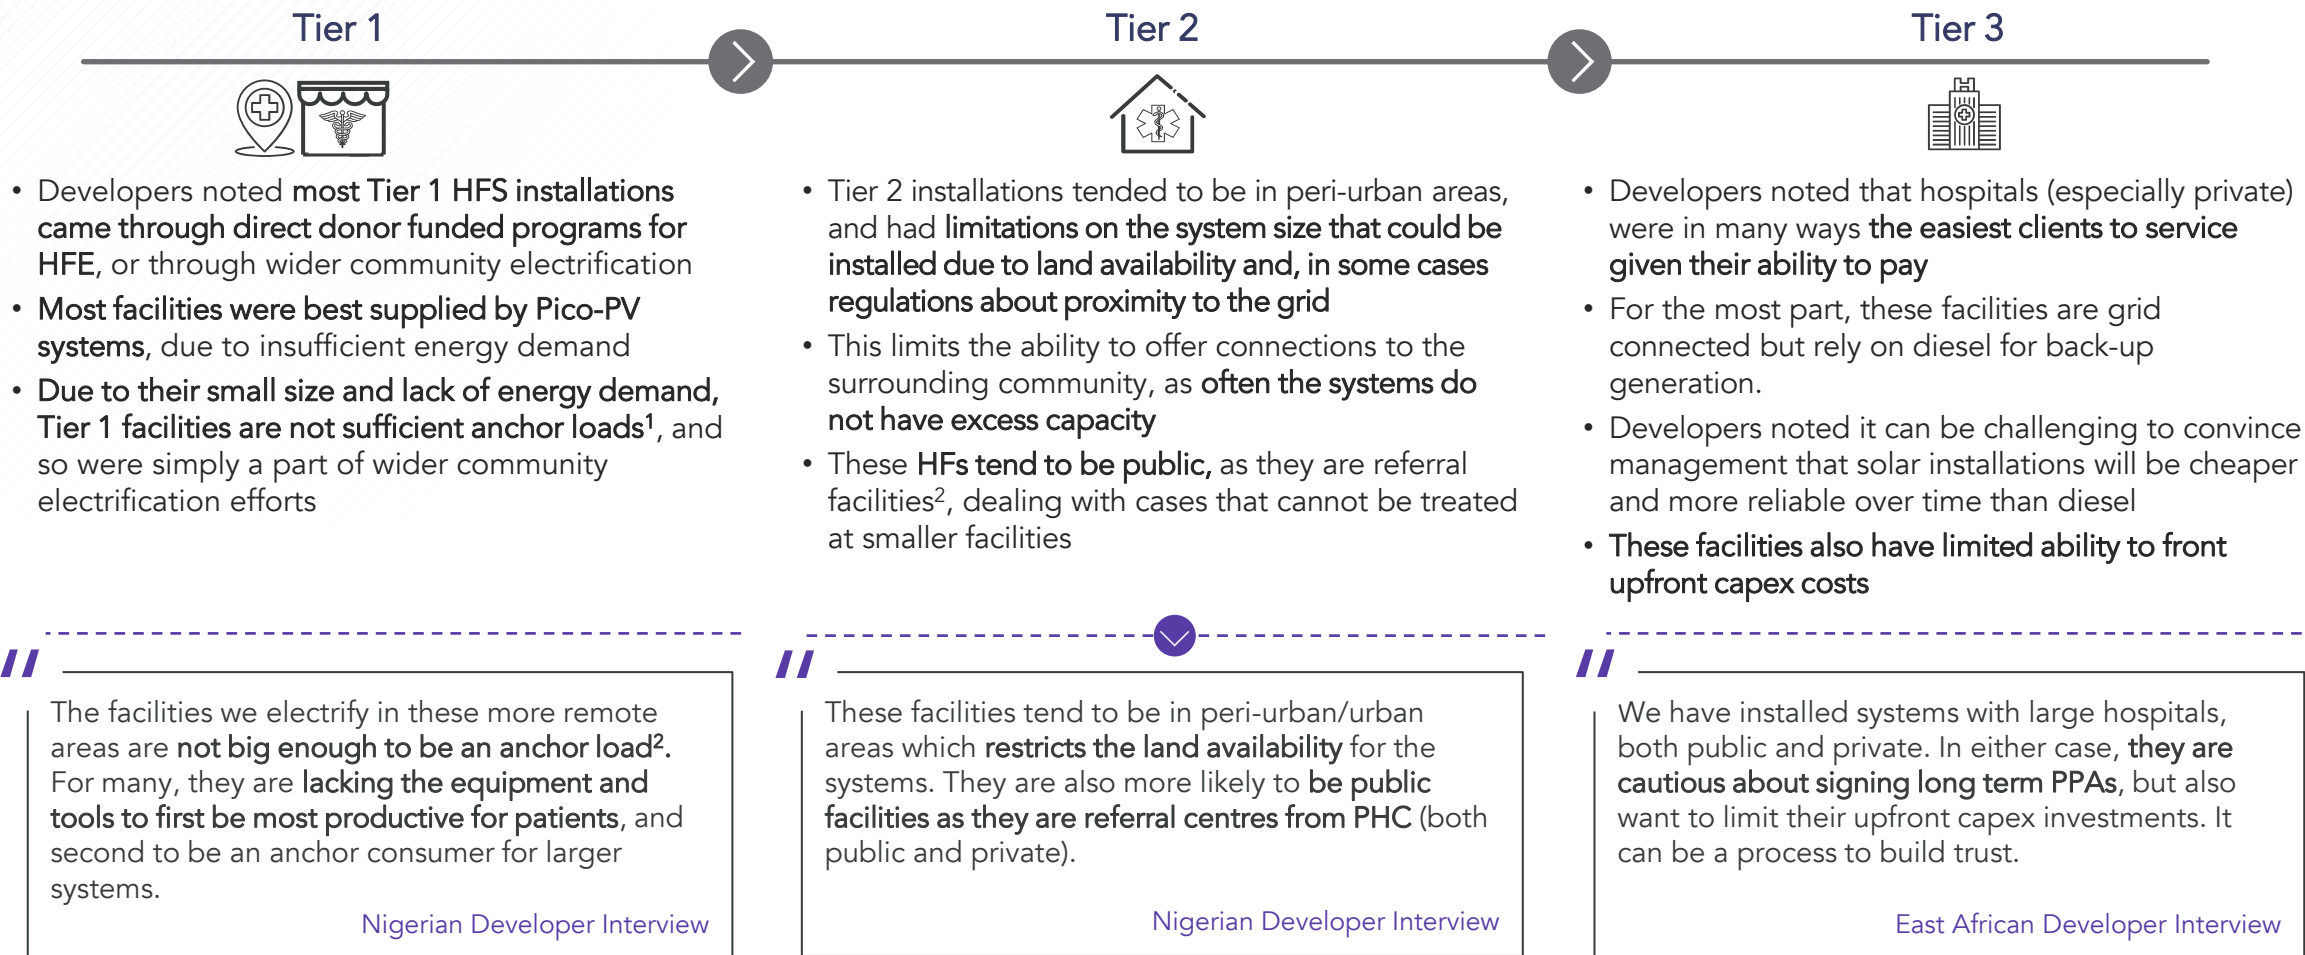 Tier 1
• Developers noted most Tier 1 HFS installations
came through direct donor funded programs for
HFE, or through wider community electrification
• Most facilities were best supplied by Pico-PV
systems, due to insufficient energy demand
• Due to their small size and lack of energy demand,
Tier 1 facilities are not sufficient anchor loads¹, and
so were simply a part of wider community
electrification efforts
The facilities we electrify in these more remote
areas are not big enough to be an anchor load².
For many, they are lacking the equipment and
tools to first be most productive for patients, and
second to be an anchor consumer for larger
systems.
Nigerian Developer Interview
Tier 2
• Tier 2 installations tended to be in peri-urban areas,
and had limitations on the system size that could be
installed due to land availability and, in some cases
regulations about proximity to the grid
• This limits the ability to offer connections to the
surrounding community, as often the systems do
not have excess capacity
• These HFs tend to be public, as they are referral
facilities², dealing with cases that cannot be treated
at smaller facilities
These facilities tend to be in peri-urban/urban
areas which restricts the land availability for the
systems. They are also more likely to be public
facilities as they are referral centres from PHC (both
public and private).
Nigerian Developer Interview
Tier 3
H
• Developers noted that hospitals (especially private)
were in many ways the easiest clients to service
given their ability to pay
• For the most part, these facilities are grid
connected but rely on diesel for back-up
generation.
• Developers noted it can be challenging to convince
management that solar installations will be cheaper
and more reliable over time than diesel
• These facilities also have limited ability to front
upfront capex costs
We have installed systems with large hospitals,
both public and private. In either case, they are
cautious about signing long term PPAs, but also
want to limit their upfront capex investments. It
can be a process to build trust.
East African Developer Interview